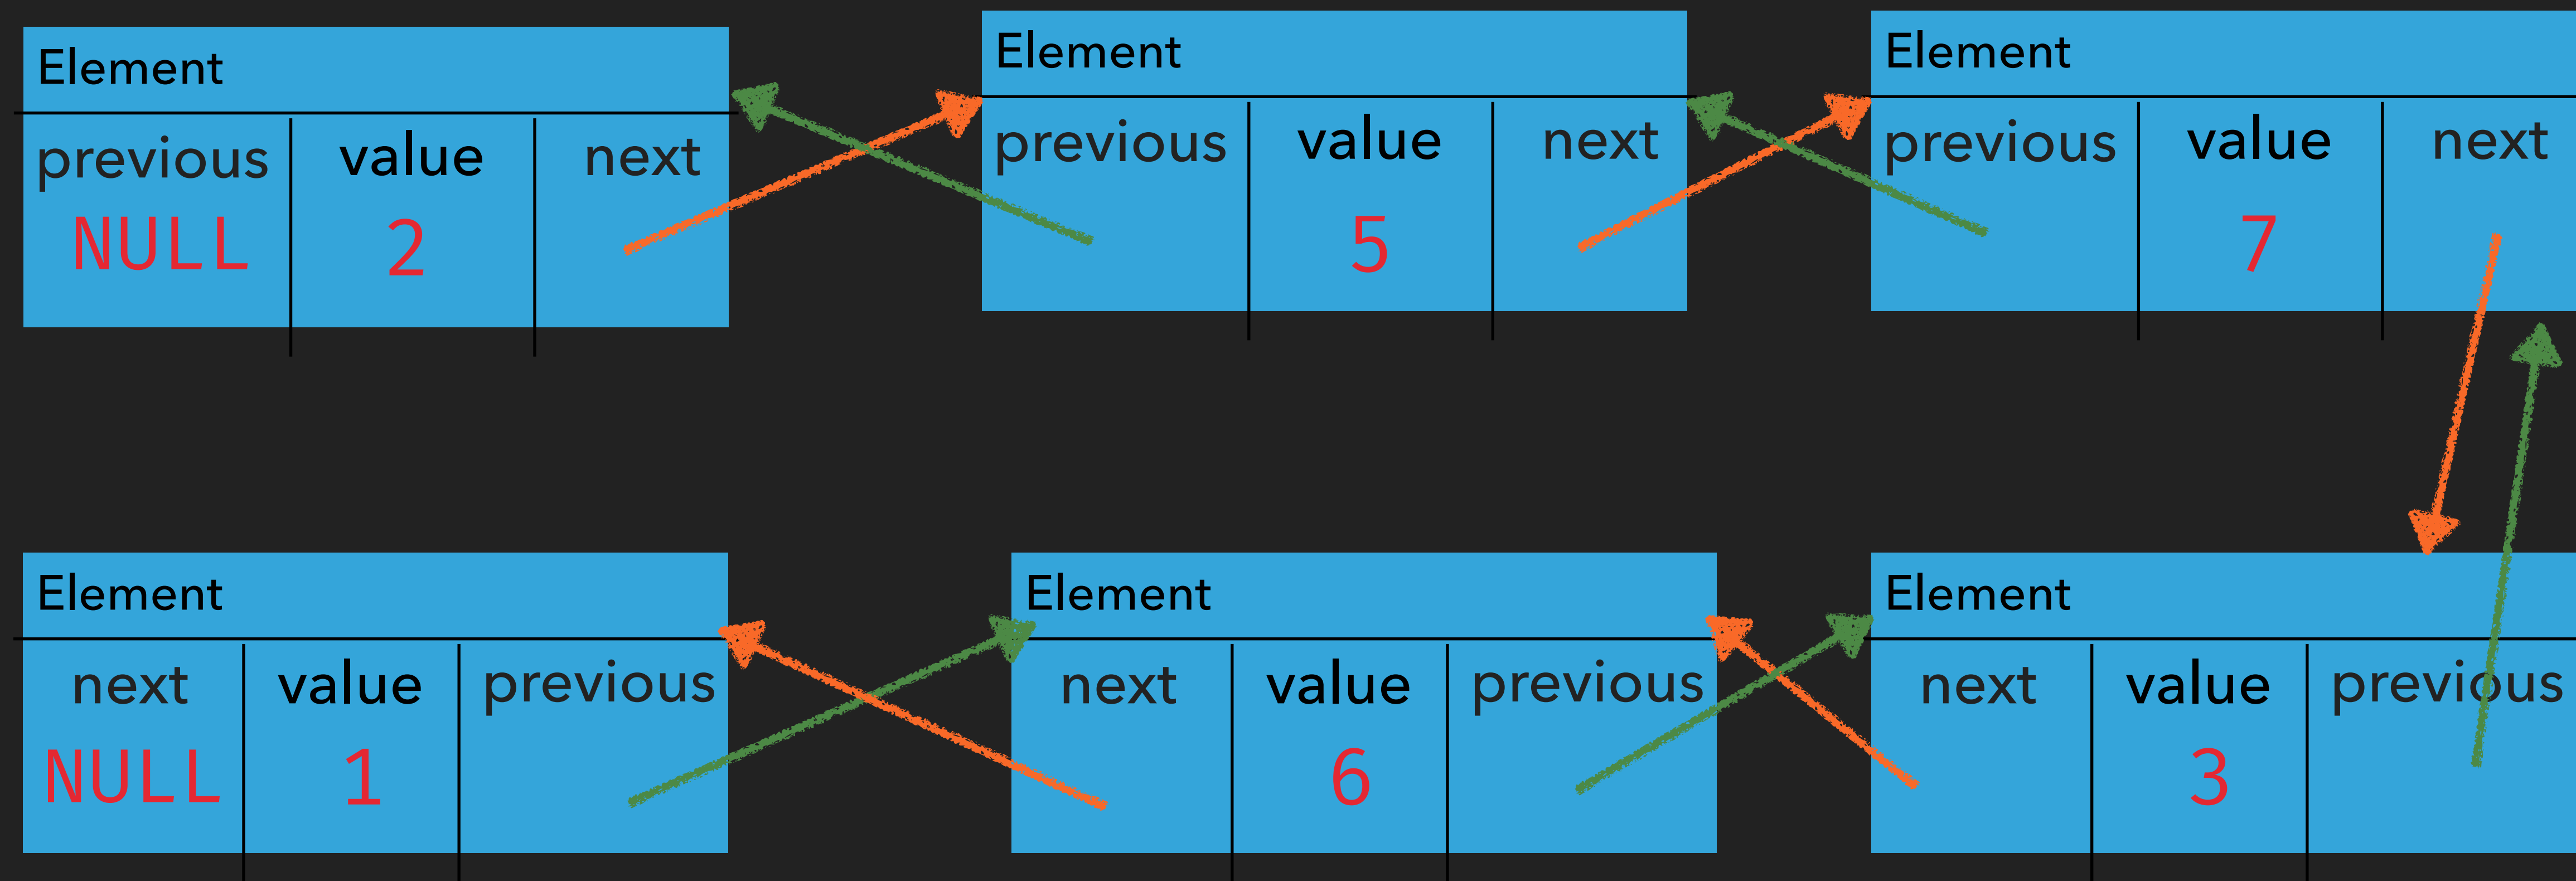 Element
previous value next
NULL 2
Element
previous value next
5
Element
previous value next
7
Element
next value previous
NULL 1
Element
next value previous
6
Element
next value previous
3